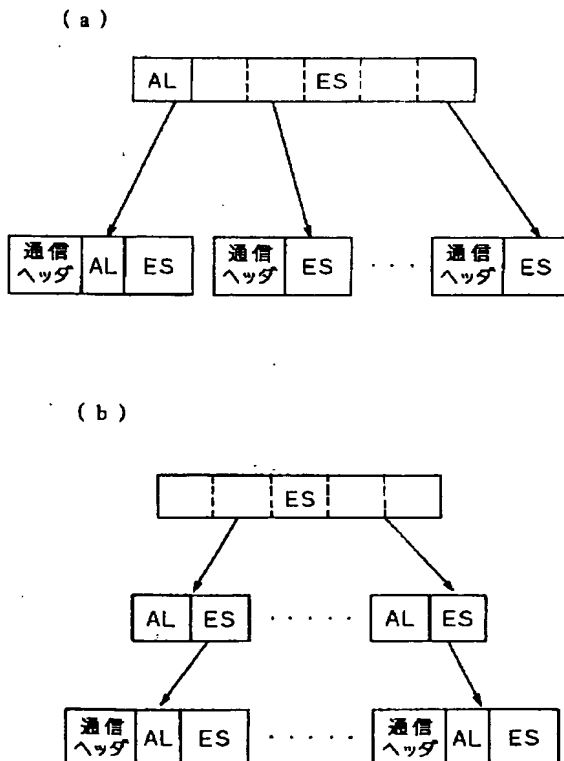 (a)
AL ES
通信 通信 通信
ヘッダ AL ES ヘッダ ES ・・・ ヘッダ ES
(b)
ES
AL ES ・・・・・ AL ES
通信 通信
ヘッダ AL ES ・・・・・ ヘッダ AL ES